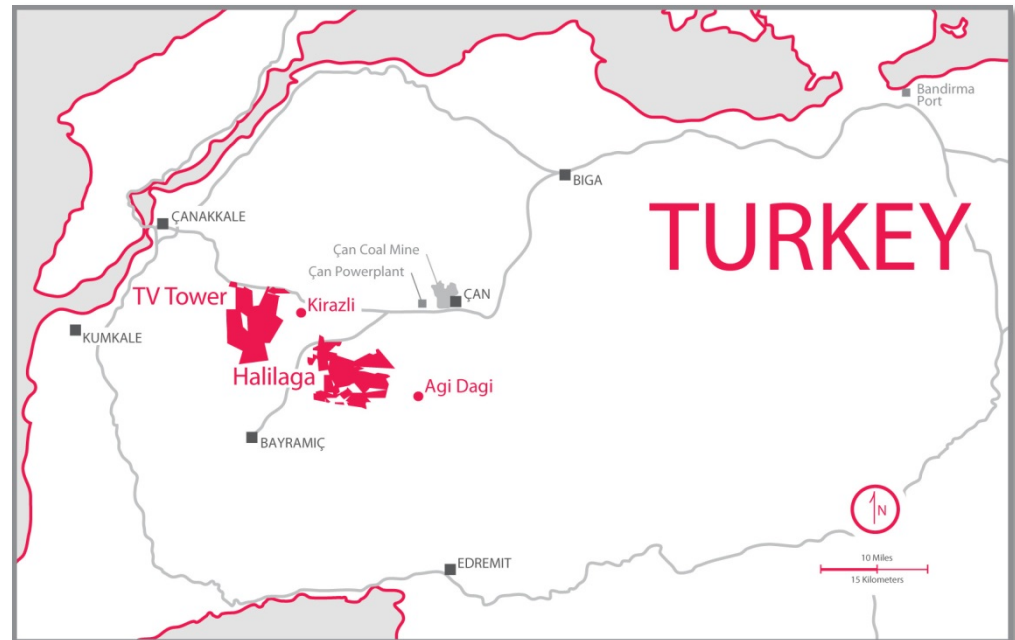 Bandirma
Port
BIGA
TURKEY
ÇANAKKALE
Çan Coal Mine
Çan Powerplant
TV Tower
ÇAN
Kirazli
KUMKALE
Halilaga
Agi Dagi
BAYRAMIÇ
N
EDREMIT
10 Miles
15 Kilometers